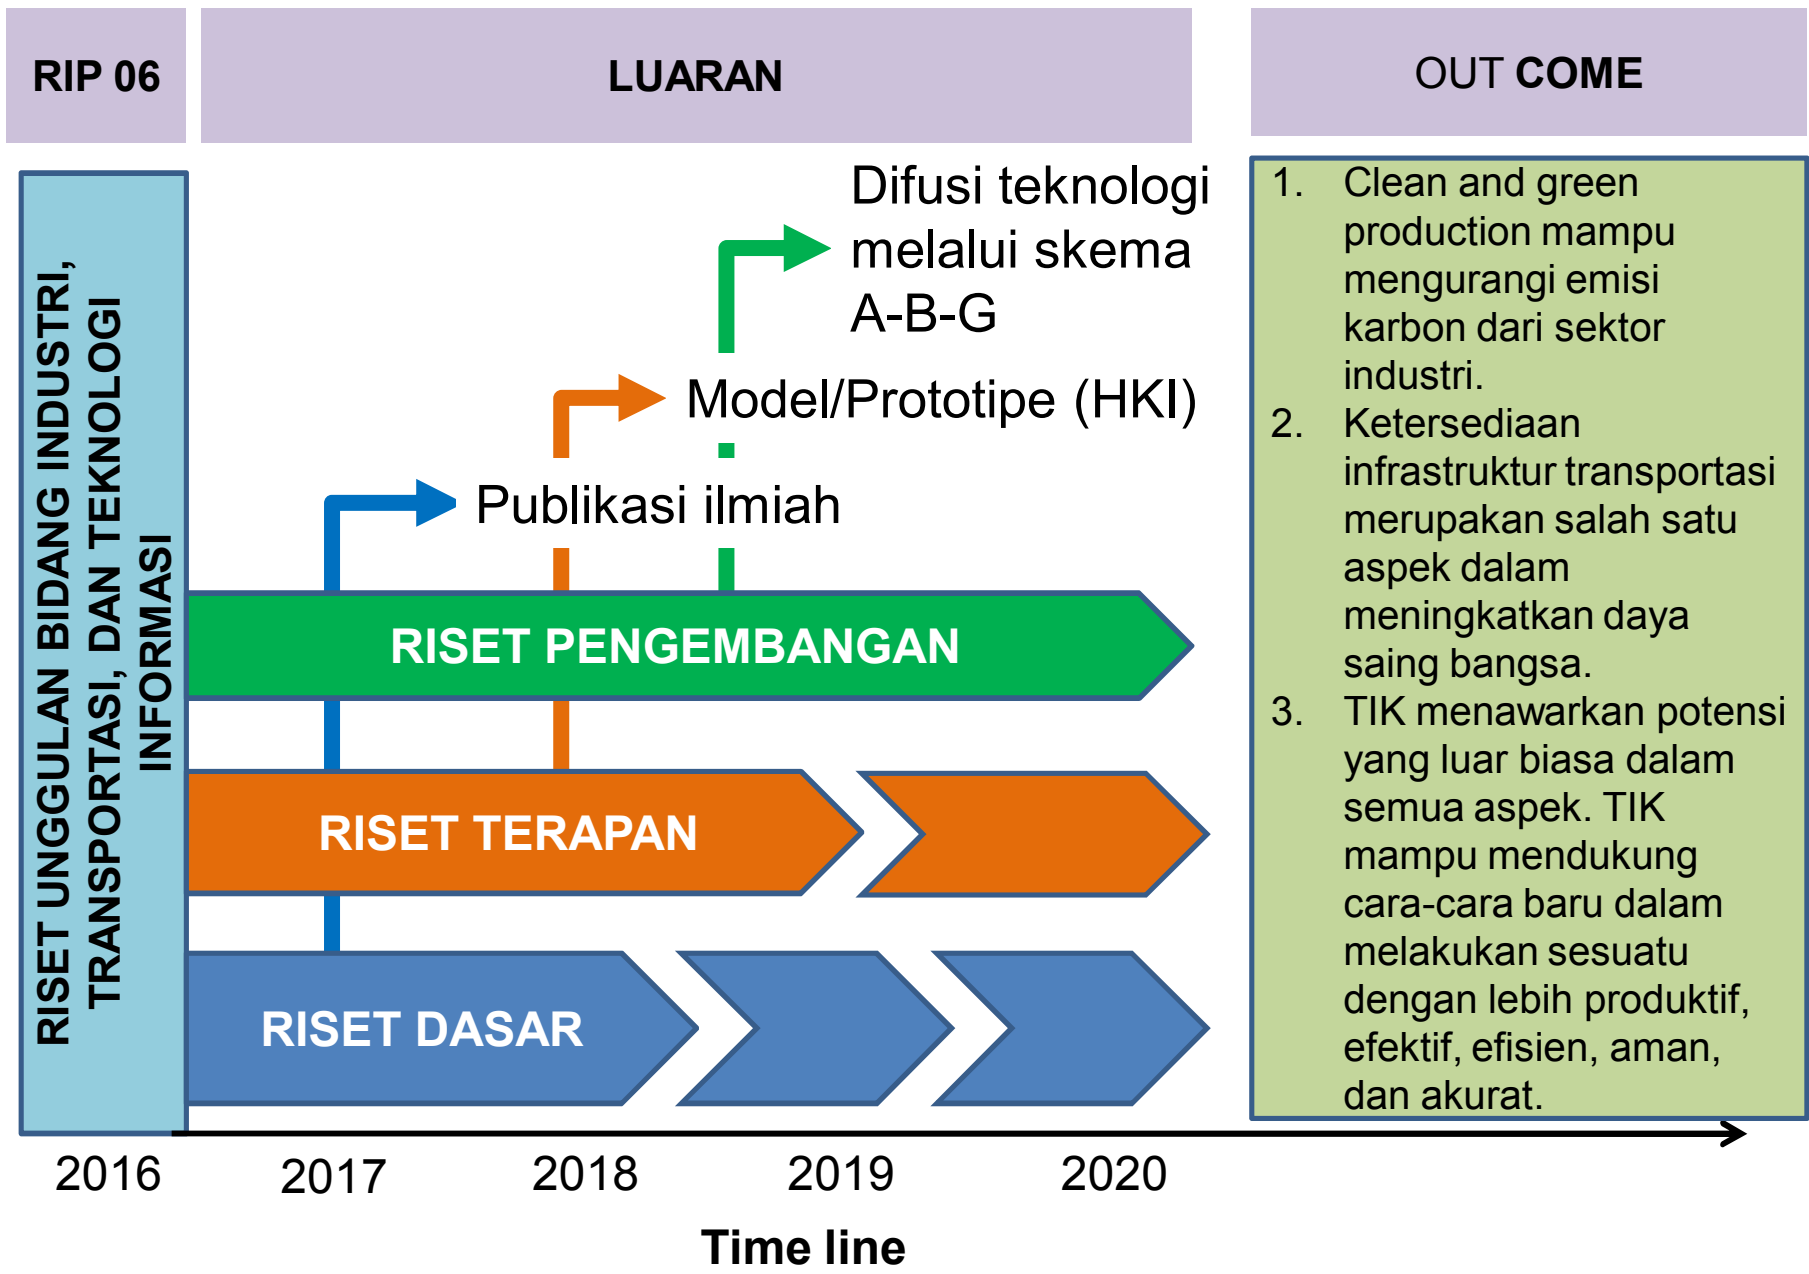 RIP 06
LUARAN
OUT COME
RISET UNGGULAN BIDANG INDUSTRI,
TRANSPORTASI, DAN TEKNOLOGI
INFORMASI
Difusi teknologi
melalui skema
A-B-G
Model/Prototipe (HKI)
Publikasi ilmiah
RISET PENGEMBANGAN
RISET TERAPAN
RISET DASAR
1. Clean and green
production mampu
mengurangi emisi
karbon dari sektor
industri.
2. Ketersediaan
infrastruktur transportasi
merupakan salah satu
aspek dalam
meningkatkan daya
saing bangsa.
3. TIK menawarkan potensi
yang luar biasa dalam
semua aspek. TIK
mampu mendukung
cara-cara baru dalam
melakukan sesuatu
dengan lebih produktif,
efektif, efisien, aman,
dan akurat.
2016 2017 2018 2019 2020
Time line